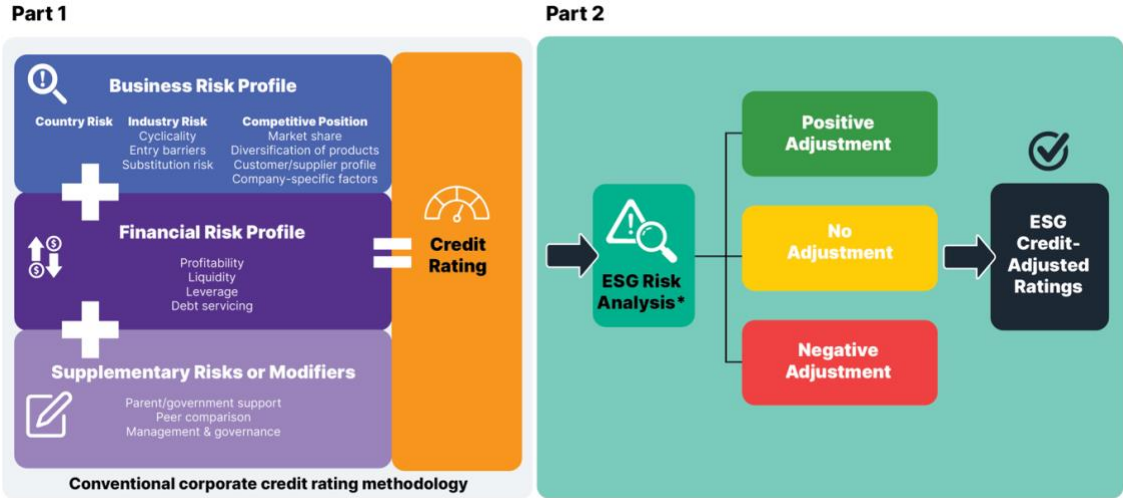 Part 1
Business Risk Profile
Country Risk
Industry Risk
Cyclicality
Entry barriers
Substitution risk
Competitive Position
Market share
Diversification of products
Customer/supplier profile
Company-specific factors
Financial Risk Profile
Profitability
Liquidity
Leverage
Debt servicing
Supplementary Risks or Modifiers
Parent/government support
Peer comparison
Management & governance
Credit
Rating
Conventional corporate credit rating methodology
Part 2
ESG Risk
Analysis*
Positive
Adjustment
No
Adjustment
Negative
Adjustment
ESG
Credit-
Adjusted
Ratings